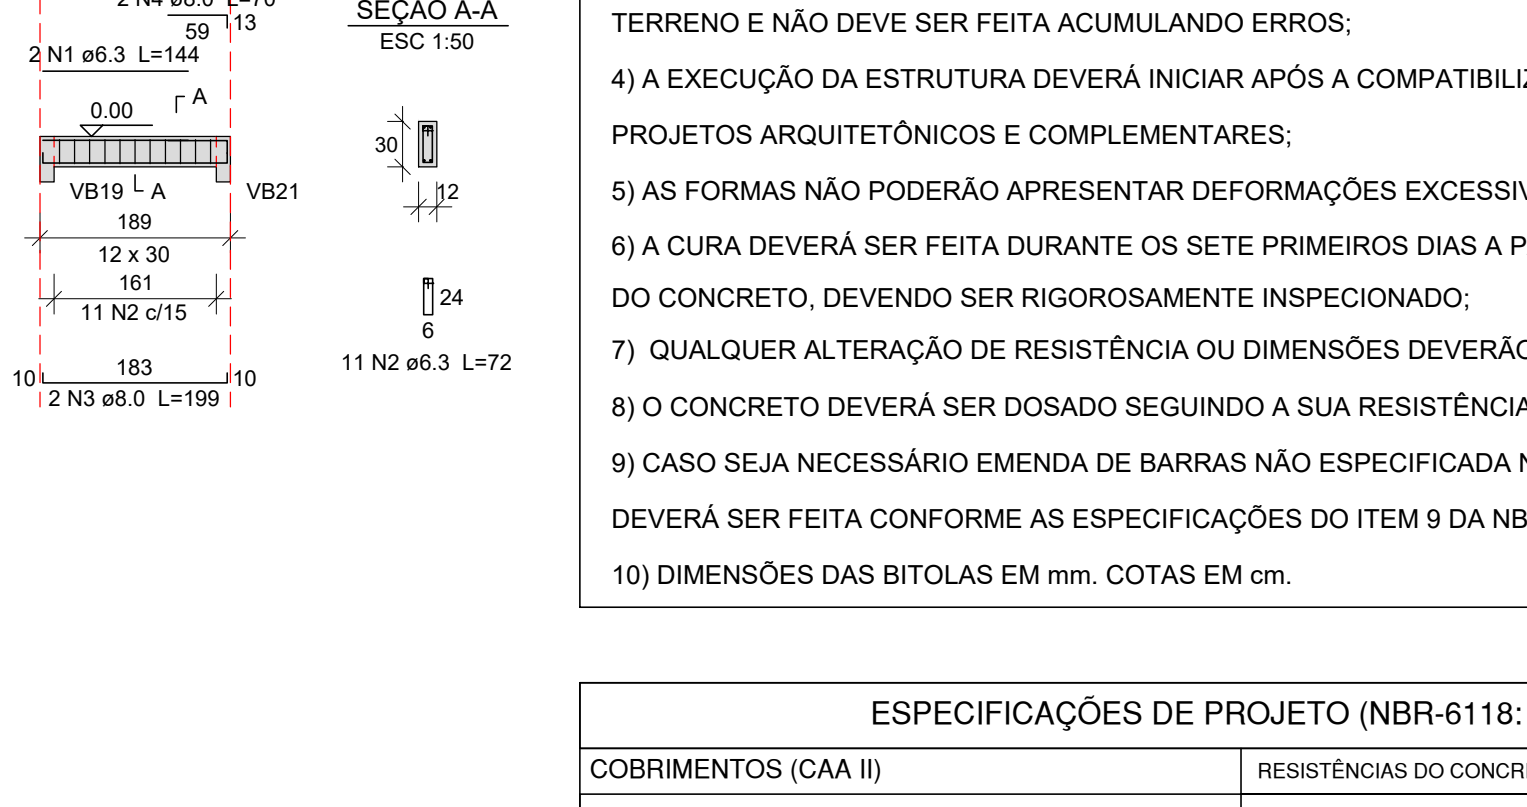 2 N4 ø8.0 L=70
59
13
2 N1 ø6.3 L=144
0.00
A
VB19
A
VB21
189
12 x 30
161
11 N2 c/15
10
183
10
2 N3 ø8.0 L=199
SEÇÃO A-A
ESC 1:50
30
12
24
6
11 N2 ø6.3 L=72
TERRENO E NÃO DEVE SER FEITA ACUMULANDO ERROS;
4) A EXECUÇÃO DA ESTRUTURA DEVERÁ INICIAR APÓS A COMPATIBILIZ
PROJETOS ARQUITETÔNICOS E COMPLEMENTARES;
5) AS FORMAS NÃO PODERÃO APRESENTAR DEFORMAÇÕES EXCESSIV
6) A CURA DEVERÁ SER FEITA DURANTE OS SETE PRIMEIROS DIAS A P
DO CONCRETO, DEVENDO SER RIGOROSAMENTE INSPECIONADO;
7) QUALQUER ALTERAÇÃO DE RESISTÊNCIA OU DIMENSÕES DEVERÃO
8) O CONCRETO DEVERÁ SER DOSADO SEGUINDO A SUA RESISTÊNCIA
9) CASO SEJA NECESSÁRIO EMENDA DE BARRAS NÃO ESPECIFICADA N
DEVERÁ SER FEITA CONFORME AS ESPECIFICAÇÕES DO ITEM 9 DA NB
10) DIMENSÕES DAS BITOLAS EM mm. COTAS EM cm.
ESPECIFICAÇÕES DE PROJETO (NBR-6118:
COBRIMENTOS (CAA II)
RESISTÊNCIAS DO CONCRE